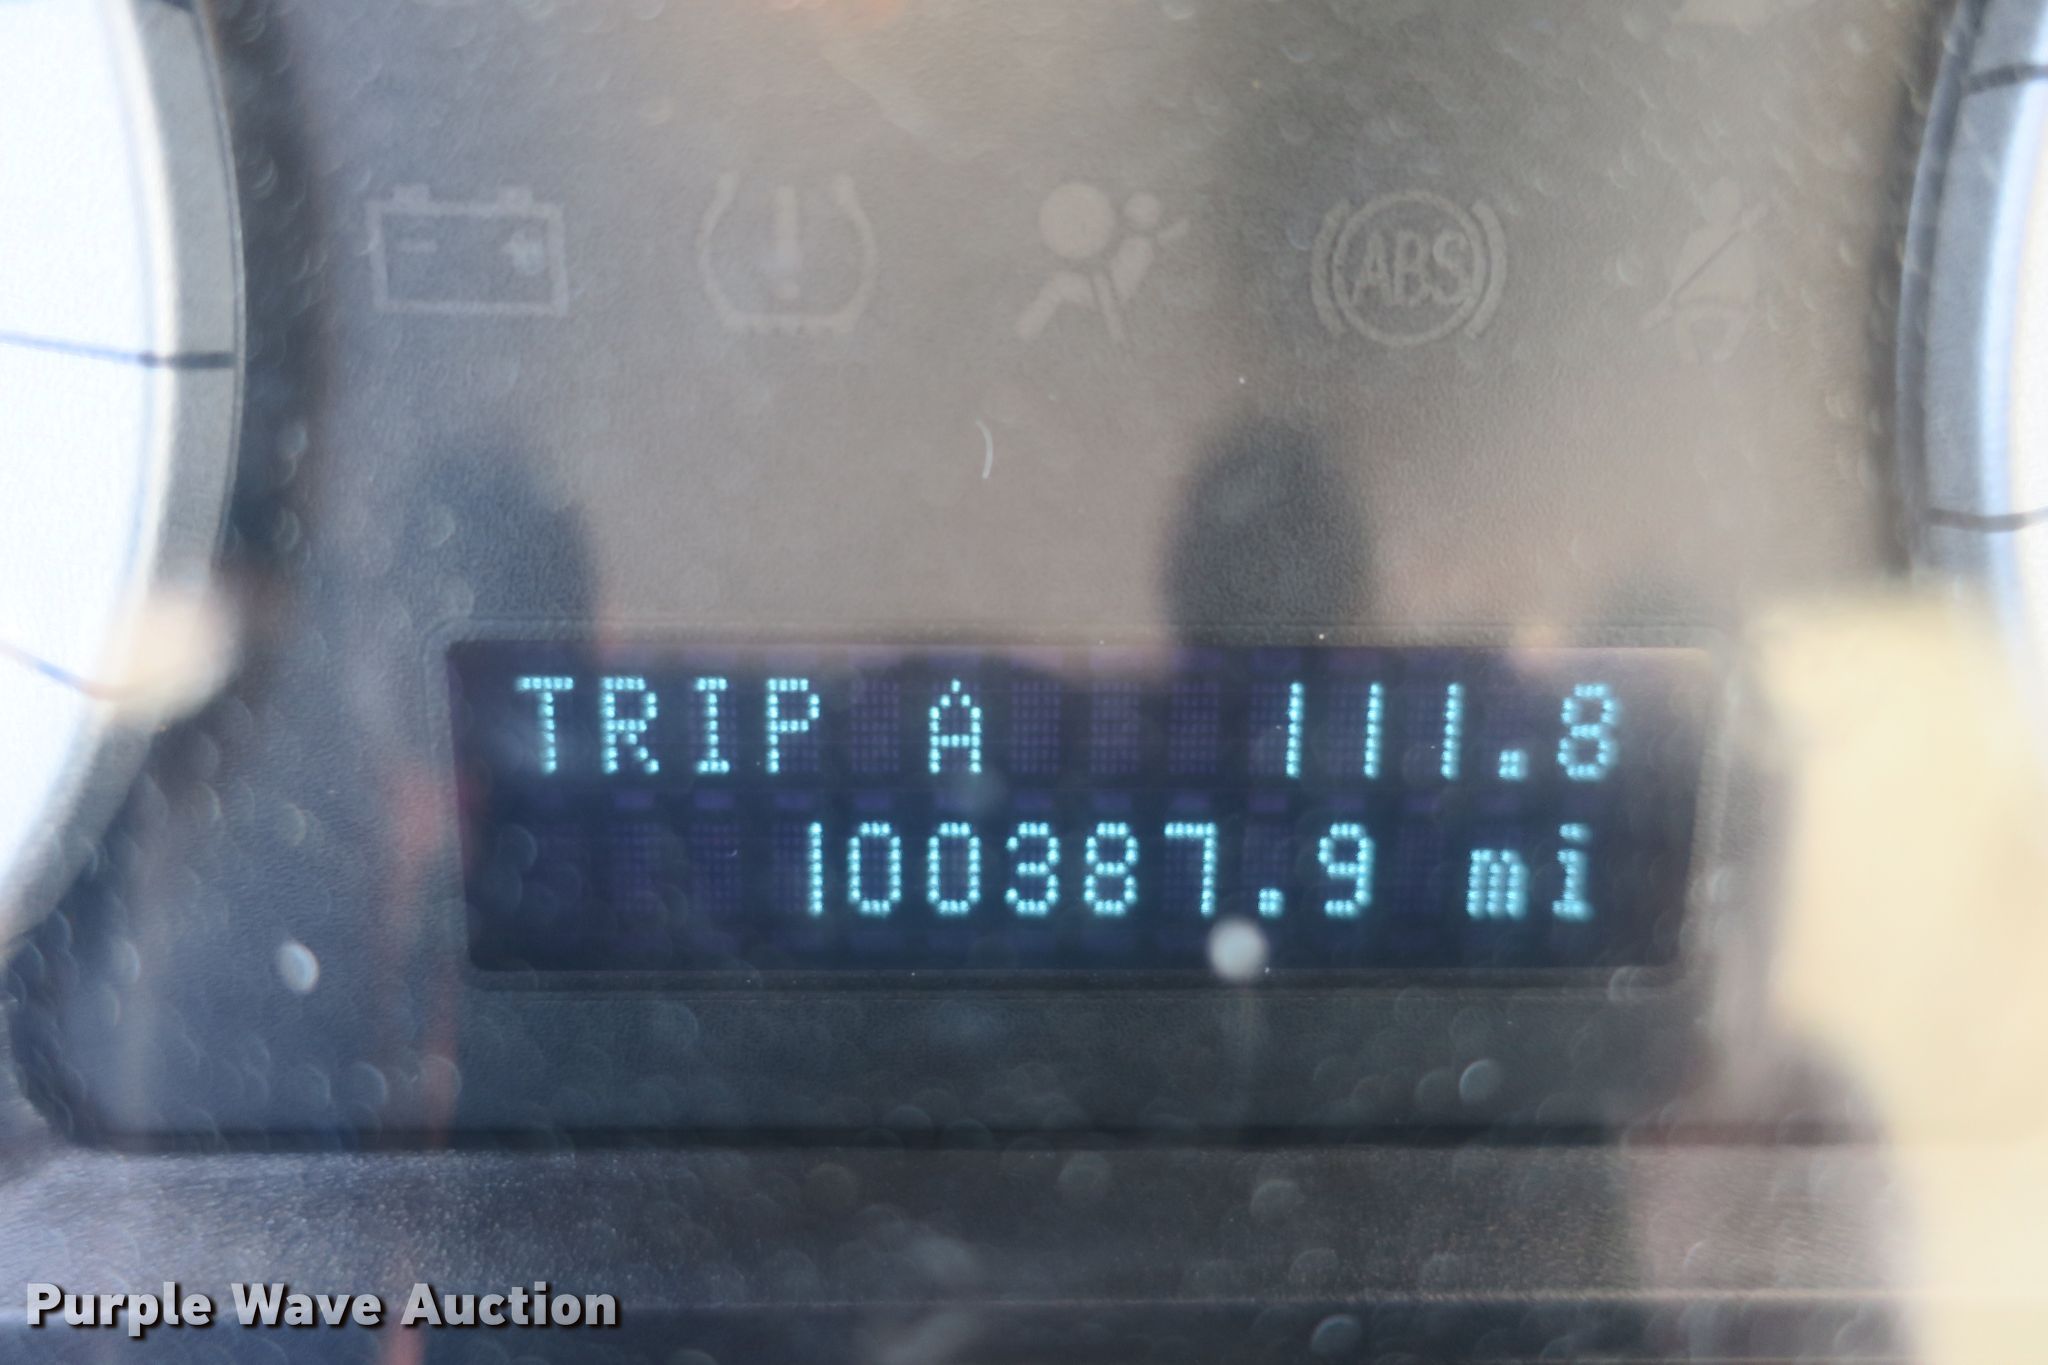 ABS
TRIP A 111.8
100387.9 mi
Purple Wave Auction